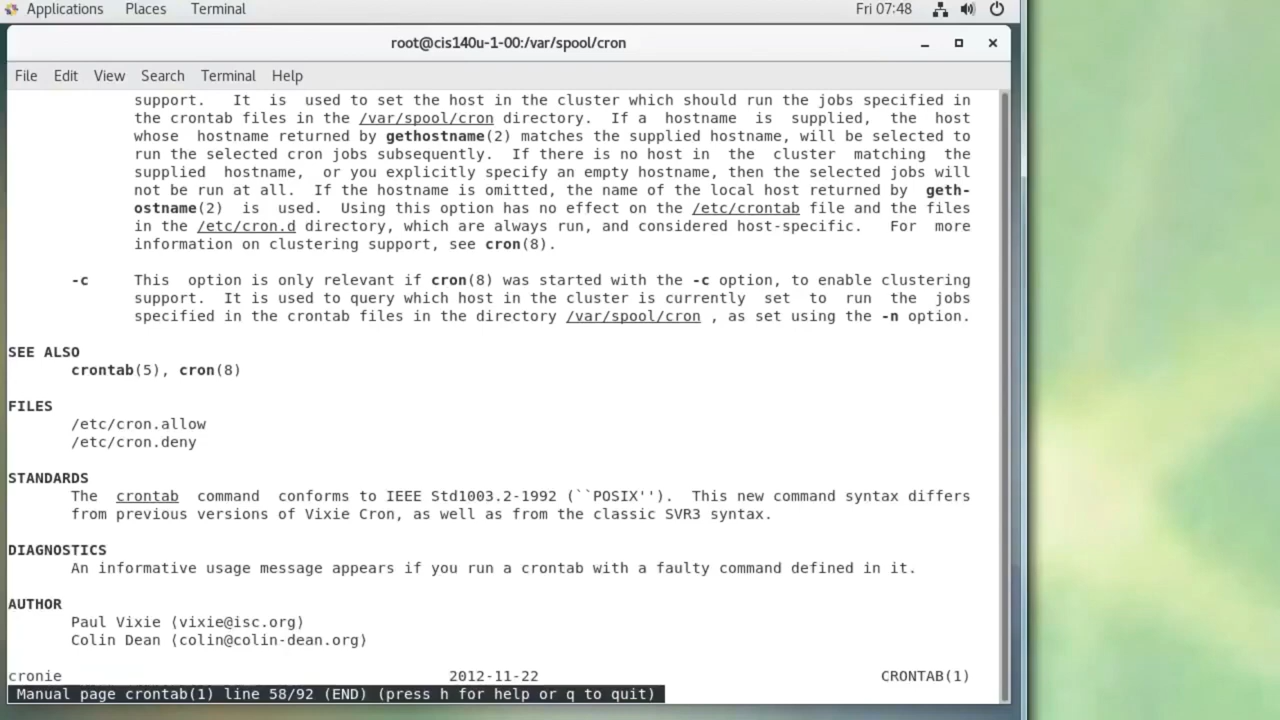 Applications Places Terminal Fri 07:48
root@cis140u-1-00:/var/spool/cron
File Edit View Search Terminal Help
support. It is used to set the host in the cluster which should run the jobs specified in
the crontab files in the /var/spool/cron directory. If a hostname is supplied, the host
whose hostname returned by gethostname(2) matches the supplied hostname, will be selected to
run the selected cron jobs subsequently. If there is no host in the cluster matching the
supplied hostname, or you explicitly specify an empty hostname, then the selected jobs will
not be run at all. If the hostname is omitted, the name of the local host returned by geth-
ostname(2) is used. Using this option has no effect on the /etc/crontab file and the files
in the /etc/cron.d directory, which are always run, and considered host-specific. For more
information on clustering support, see cron(8).
-c This option is only relevant if cron(8) was started with the -c option, to enable clustering
support. It is used to query which host in the cluster is currently set to run the jobs
specified in the crontab files in the directory /var/spool/cron , as set using the -n option.
SEE ALSO
crontab(5), cron(8)
FILES
/etc/cron.allow
/etc/cron.deny
STANDARDS
The crontab command conforms to IEEE Std1003.2-1992 (``POSIX''). This new command syntax differs
from previous versions of Vixie Cron, as well as from the classic SVR3 syntax.
DIAGNOSTICS
An informative usage message appears if you run a crontab with a faulty command defined in it.
AUTHOR
Paul Vixie ⟨vixie@isc.org⟩
Colin Dean ⟨colin@colin-dean.org⟩
cronie 2012-11-22 CRONTAB(1)
Manual page crontab(1) line 58/92 (END) (press h for help or q to quit)